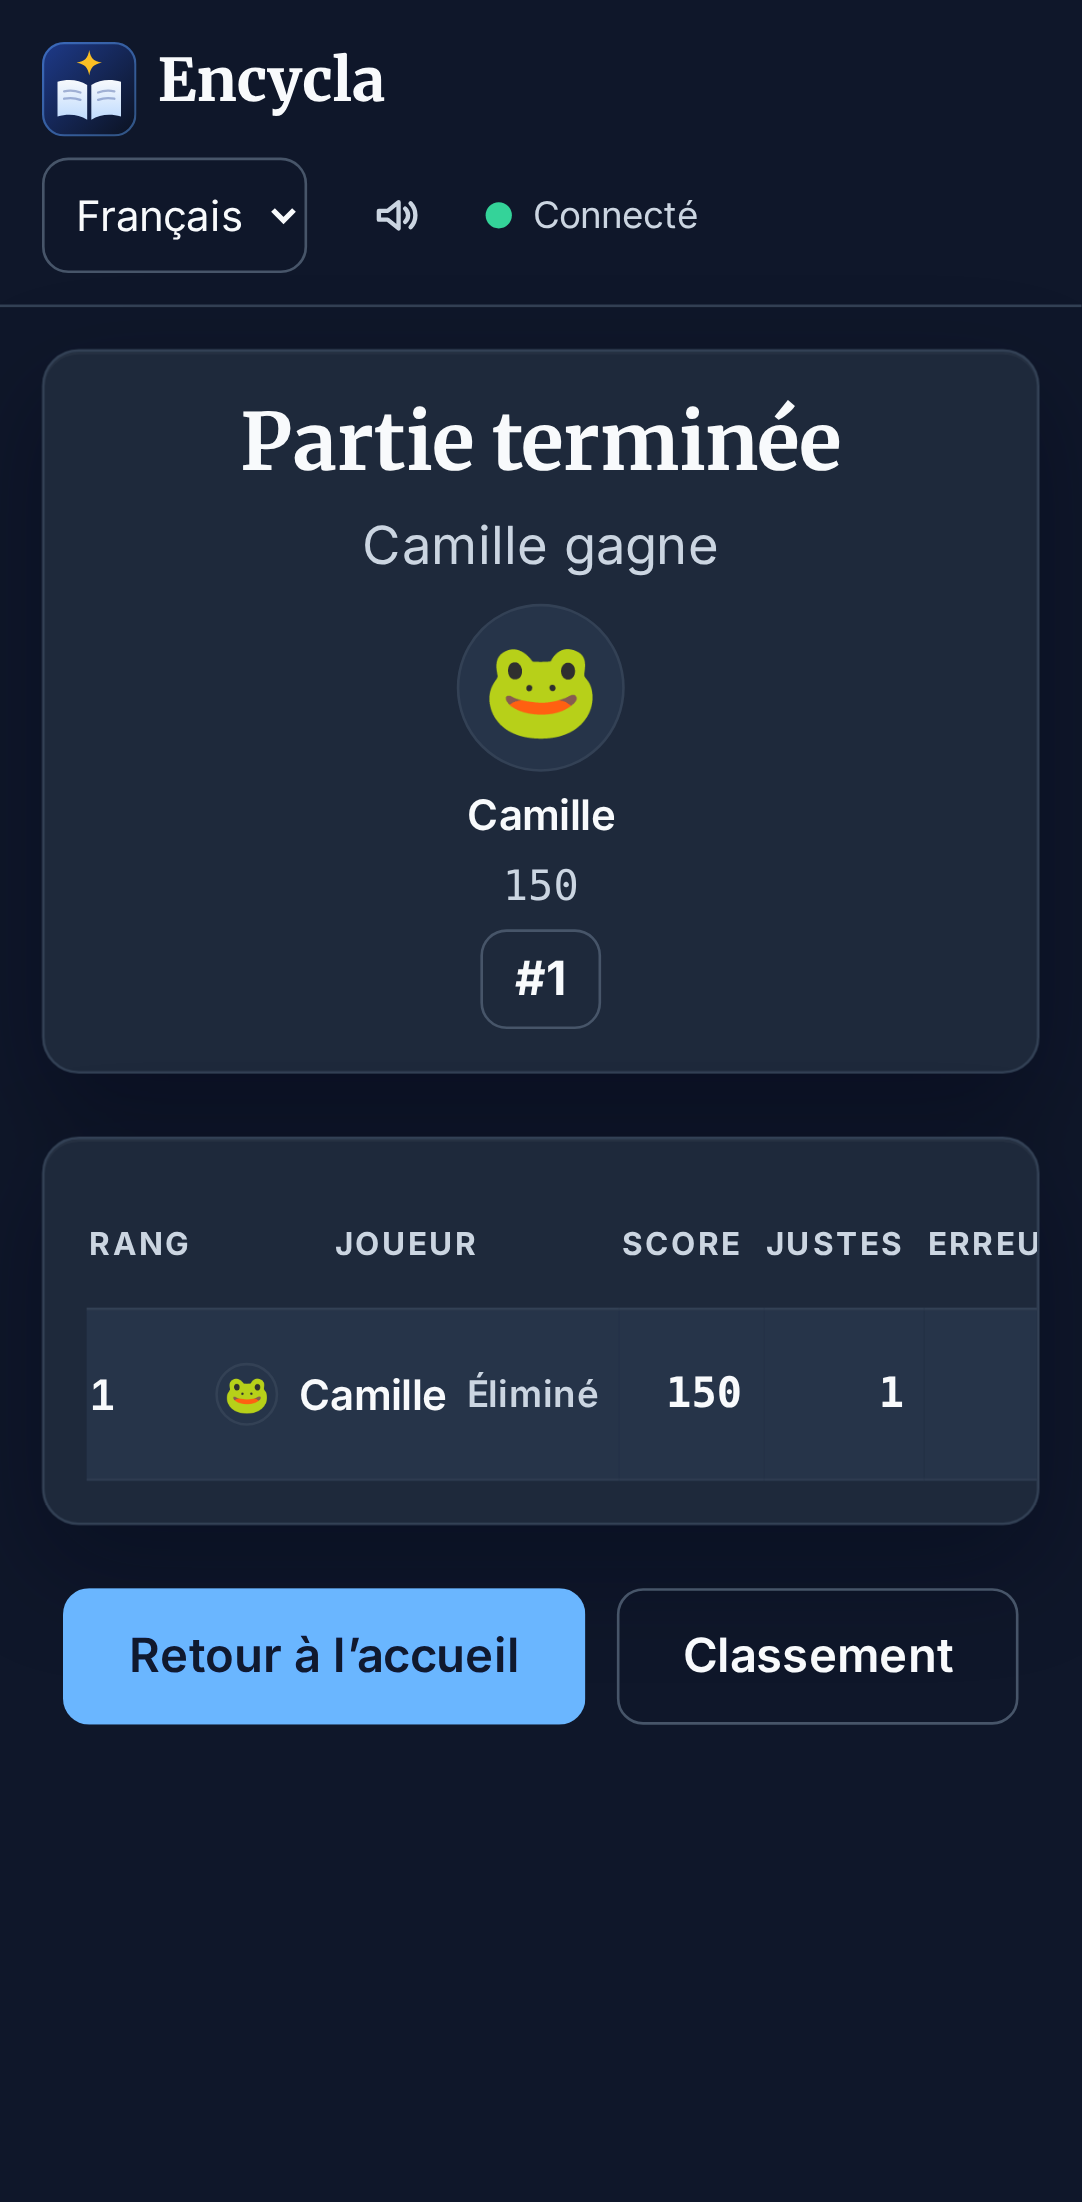 Encycla
Français
Connecté
Partie terminée
Camille gagne
Camille
150
#1
RANG JOUEUR SCORE JUSTES ERREU
1 Camille Éliminé 150 1
Retour à l’accueil
Classement